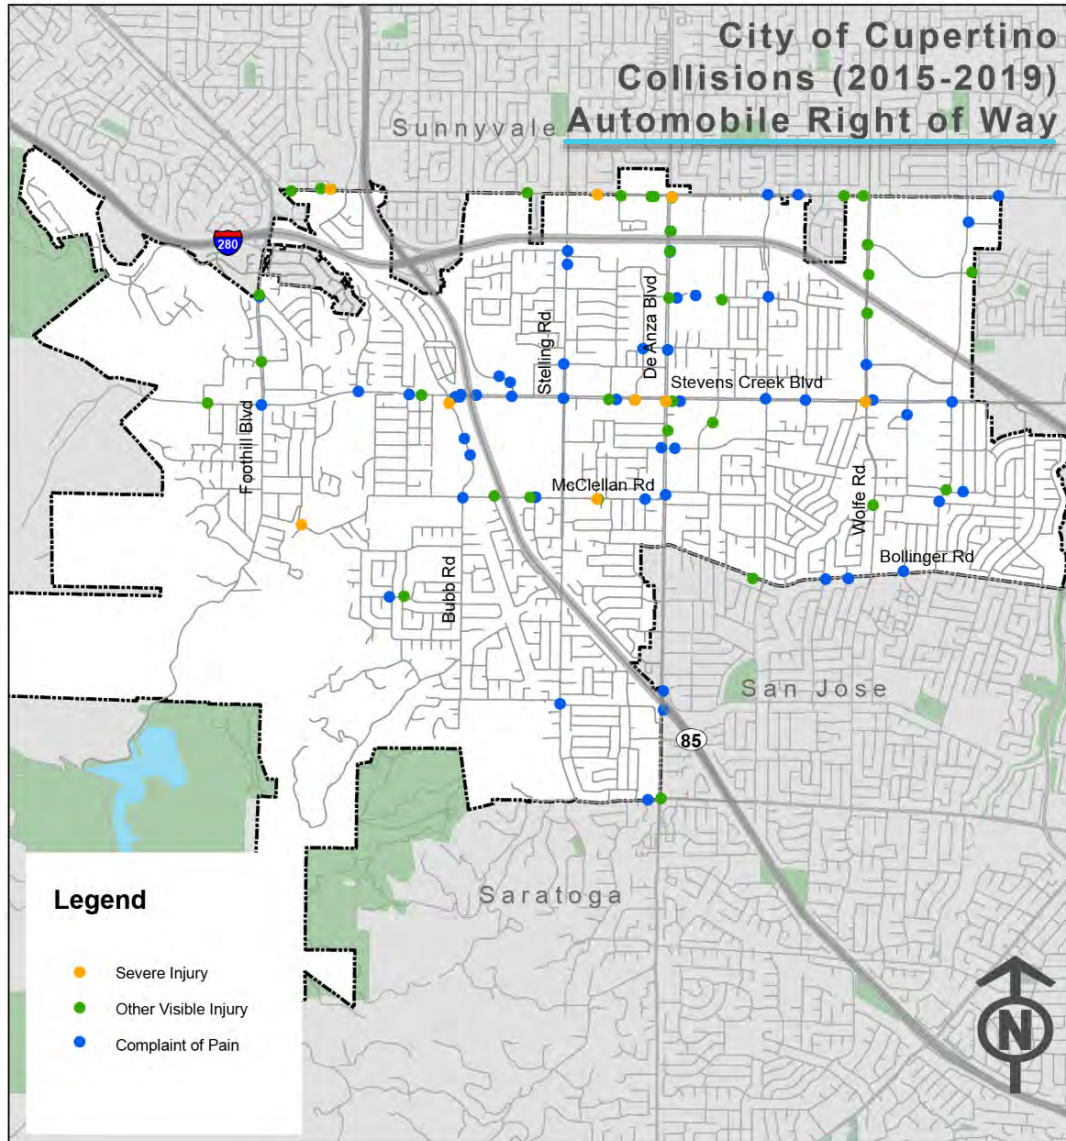 City of Cupertino
Collisions (2015-2019)
Automobile Right of Way
Sunnyvale
280
Stelling Rd
De Anza Blvd
Stevens Creek Blvd
Foothill Blvd
McClellan Rd
Wolfe Rd
Bollinger Rd
Bubb Rd
San Jose
85
Saratoga
Legend
Severe Injury
Other Visible Injury
Complaint of Pain
N